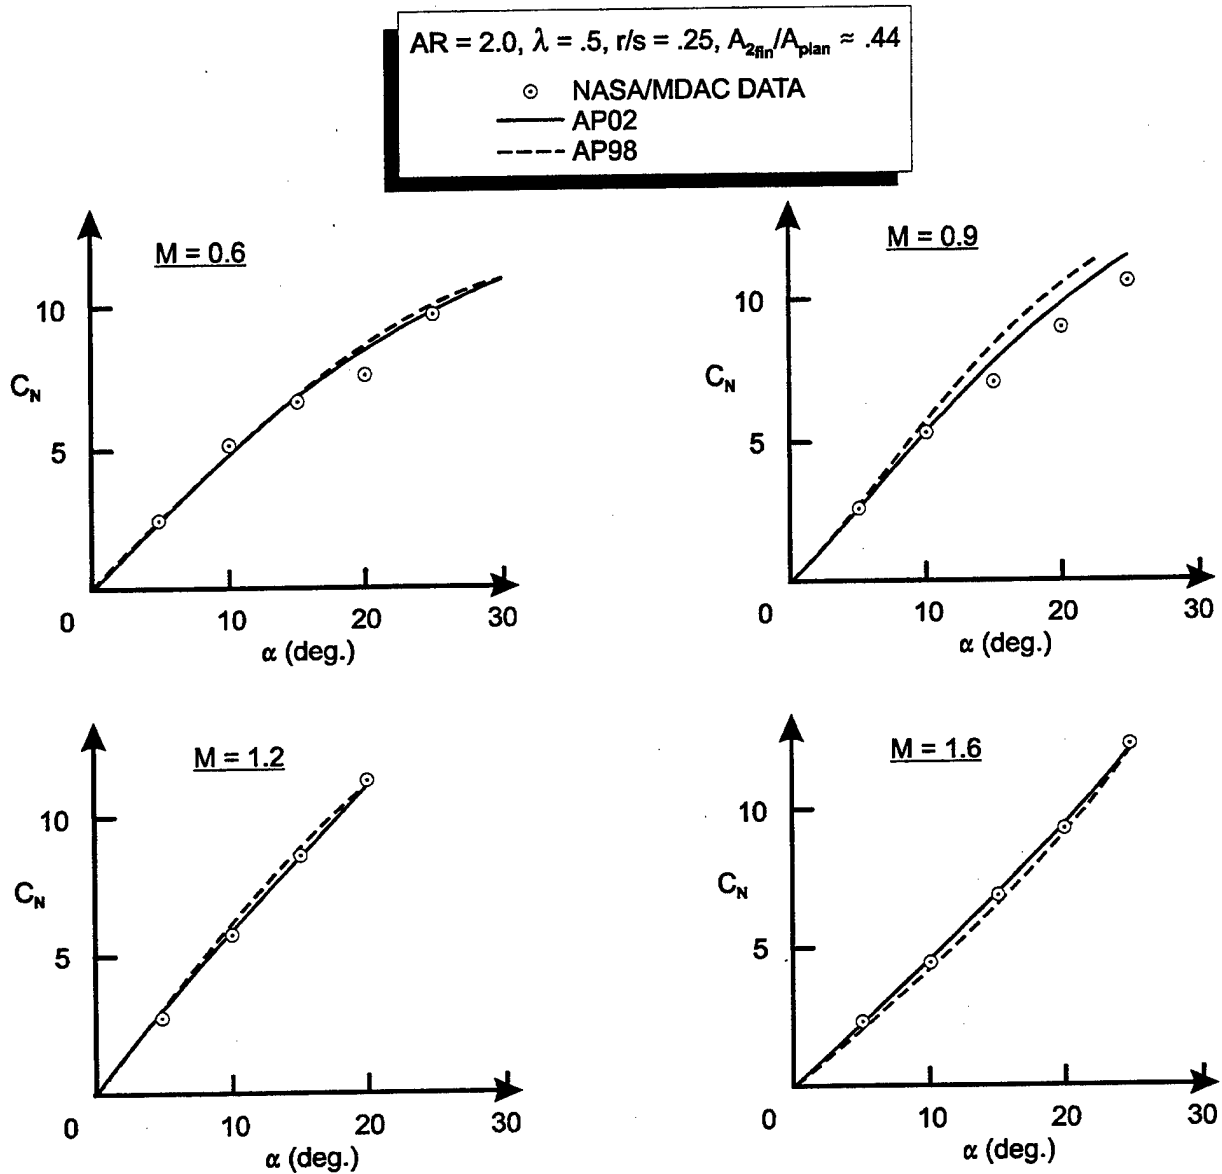 AR = 2.0, λ = .5, r/s = .25, A2fin/Aplan ≈ .44
NASA/MDAC DATA
AP02
AP98
M = 0.6
10
CN
5
0
10
20
30
α (deg.)
M = 0.9
10
CN
5
0
10
20
30
α (deg.)
M = 1.2
10
CN
5
0
10
20
30
α (deg.)
M = 1.6
10
CN
5
0
10
20
30
α (deg.)